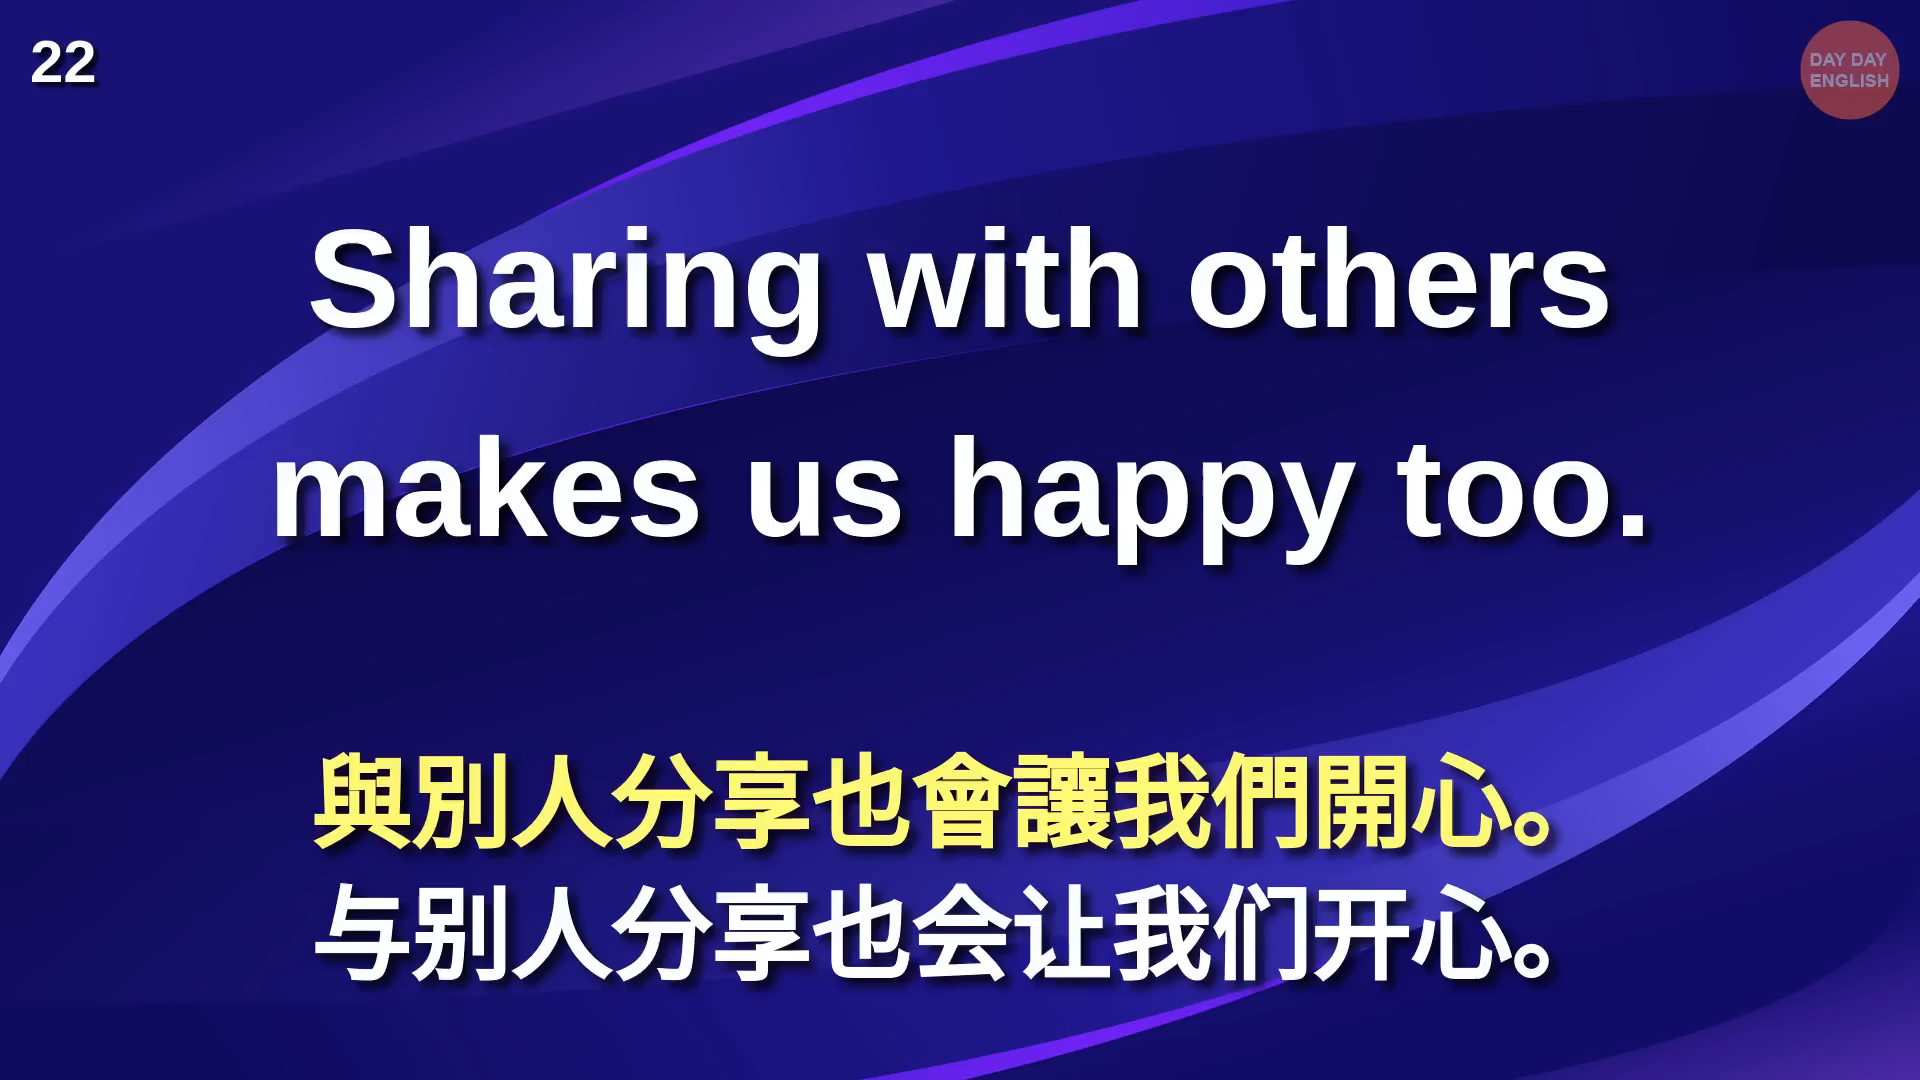 22
DAY DAY
ENGLISH
Sharing with others
makes us happy too.
與別人分享也會讓我們開心。
与别人分享也会让我们开心。